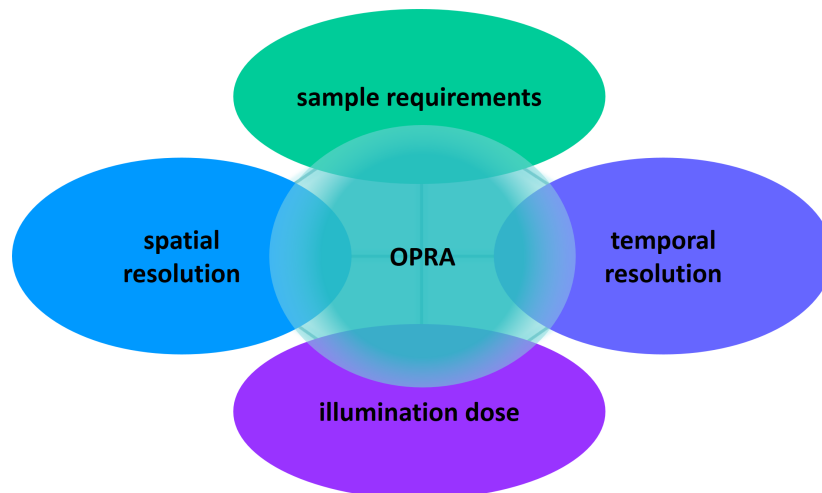 sample requirements
spatial
resolution
OPRA
temporal
resolution
illumination dose